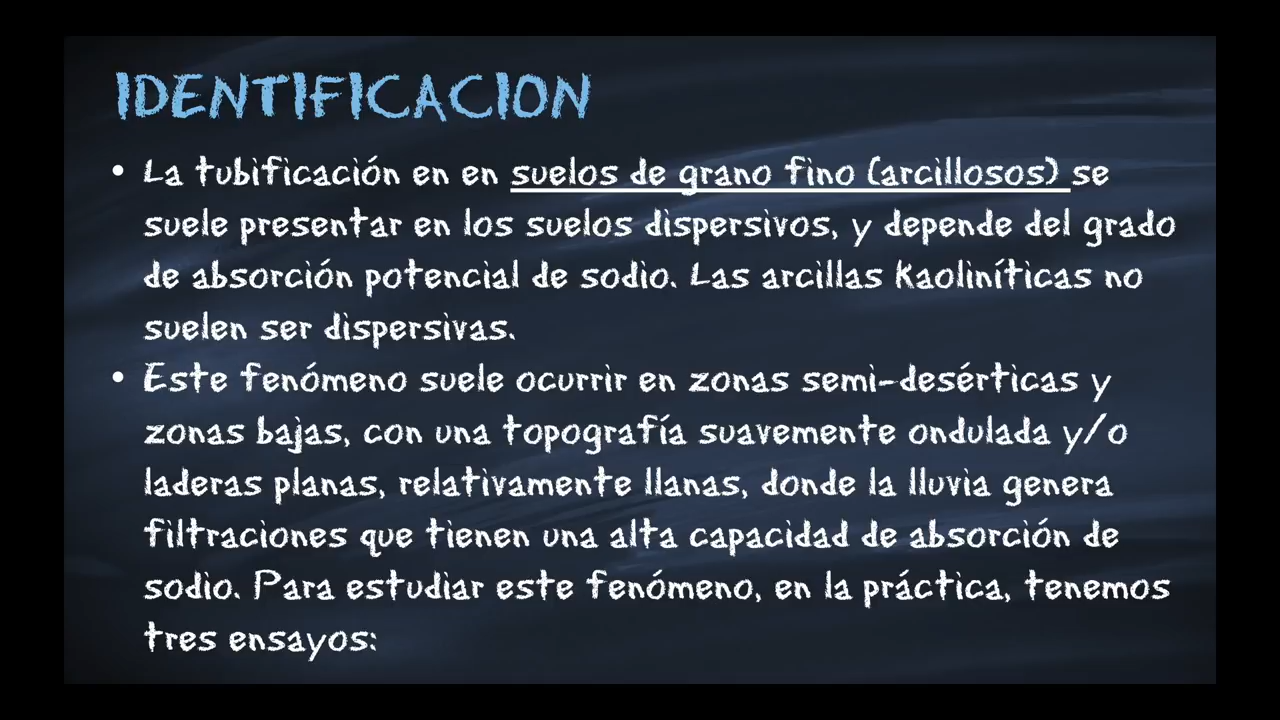 IDENTIFICACION
• La tubificación en en suelos de grano fino (arcillosos) se
suele presentar en los suelos dispersivos, y depende del grado
de absorción potencial de sodio. Las arcillas kaoliníticas no
suelen ser dispersivas.
• Este fenómeno suele ocurrir en zonas semi-desérticas y
zonas bajas, con una topografía suavemente ondulada y/o
laderas planas, relativamente llanas, donde la lluvia genera
filtraciones que tienen una alta capacidad de absorción de
sodio. Para estudiar este fenómeno, en la práctica, tenemos
tres ensayos: